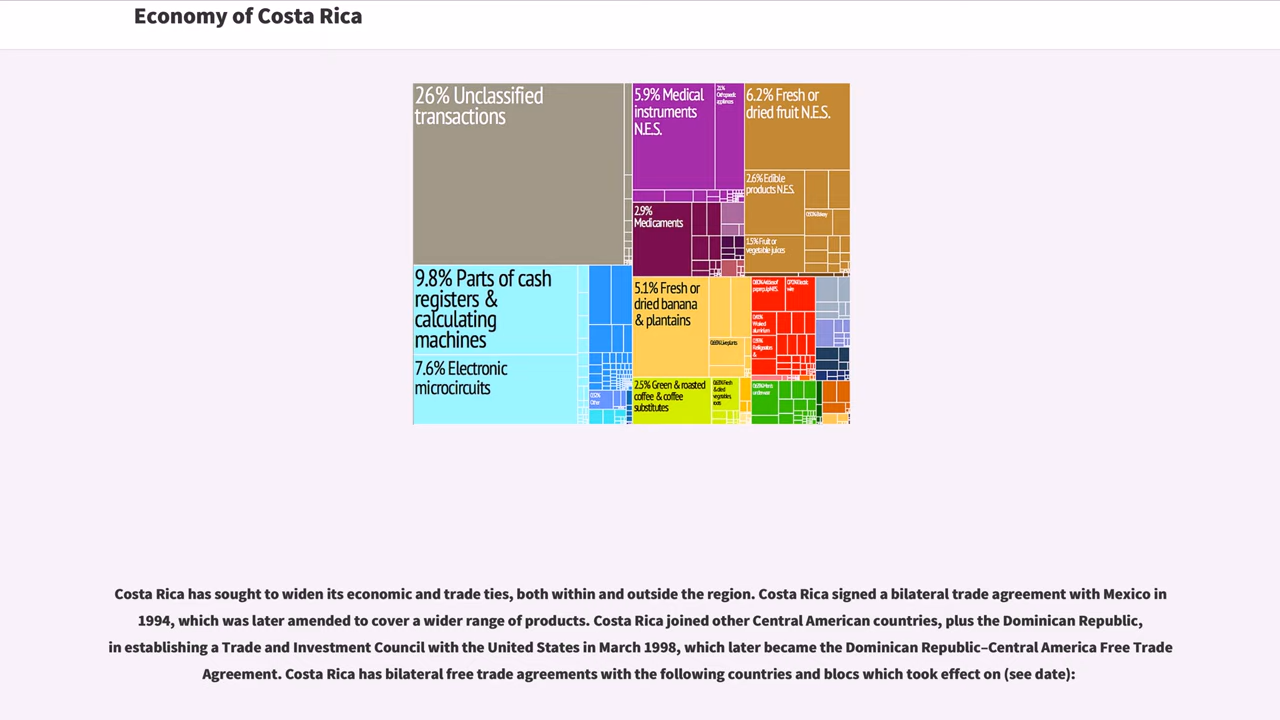 Economy of Costa Rica
26% Unclassified
transactions
5.9% Medical
instruments
N.E.S.
2.1%
Orthopaedic
appliances
6.2% Fresh or
dried fruit N.E.S.
2.6% Edible
products N.E.S.
1.5% Fruit or
vegetable juices
2.9%
Medicaments
9.8% Parts of cash
registers &
calculating
machines
7.6% Electronic
microcircuits
5.1% Fresh or
dried banana
& plantains
2.5% Green & roasted
coffee & coffee
substitutes
Costa Rica has sought to widen its economic and trade ties, both within and outside the region. Costa Rica signed a bilateral trade agreement with Mexico in
1994, which was later amended to cover a wider range of products. Costa Rica joined other Central American countries, plus the Dominican Republic,
in establishing a Trade and Investment Council with the United States in March 1998, which later became the Dominican Republic–Central America Free Trade
Agreement. Costa Rica has bilateral free trade agreements with the following countries and blocs which took effect on (see date):